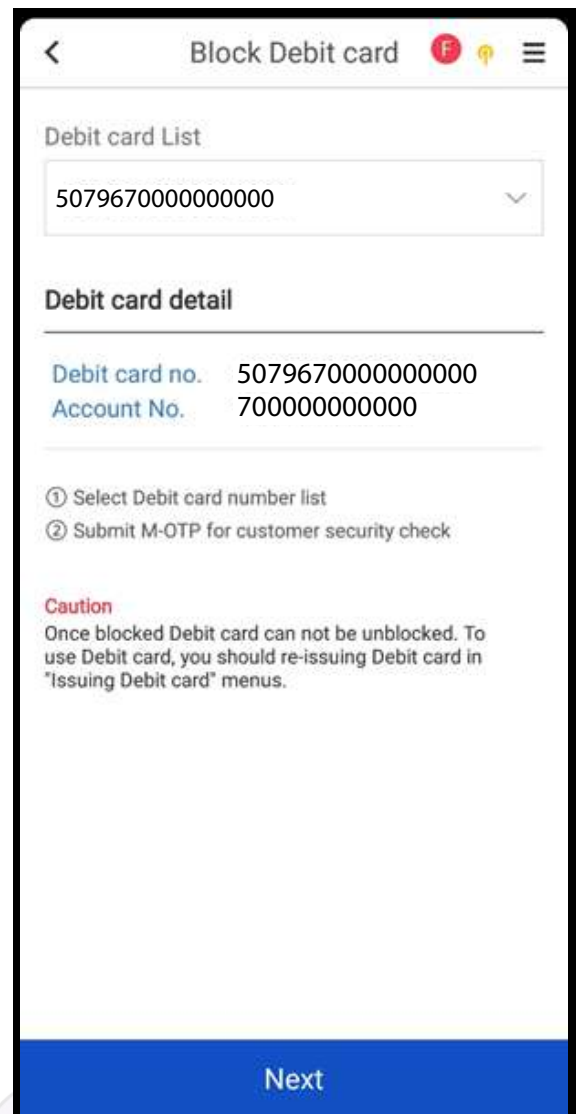 Block Debit card
F
Debit card List
5079670000000000
Debit card detail
Debit card no. 5079670000000000
Account No. 700000000000
① Select Debit card number list
② Submit M-OTP for customer security check
Caution
Once blocked Debit card can not be unblocked. To
use Debit card, you should re-issuing Debit card in
"Issuing Debit card" menus.
Next